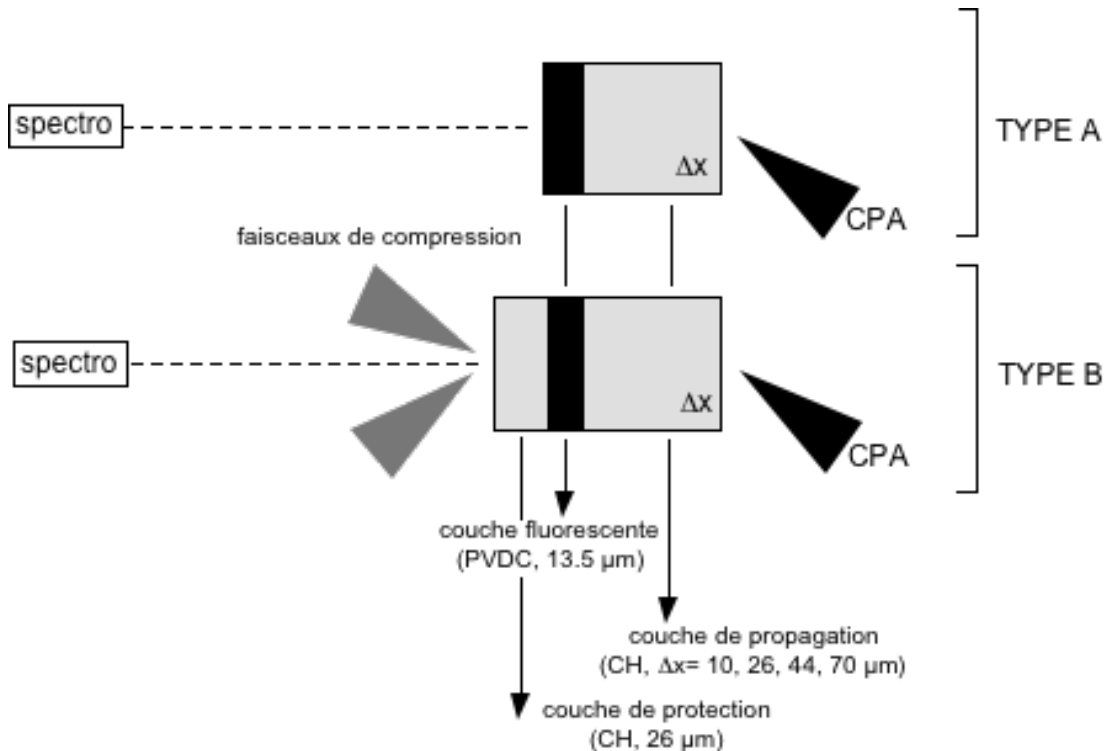 spectro
Δx
TYPE A
CPA
faisceaux de compression
spectro
Δx
TYPE B
CPA
couche fluorescente
(PVDC, 13.5 µm)
couche de propagation
(CH, Δx= 10, 26, 44, 70 µm)
couche de protection
(CH, 26 µm)